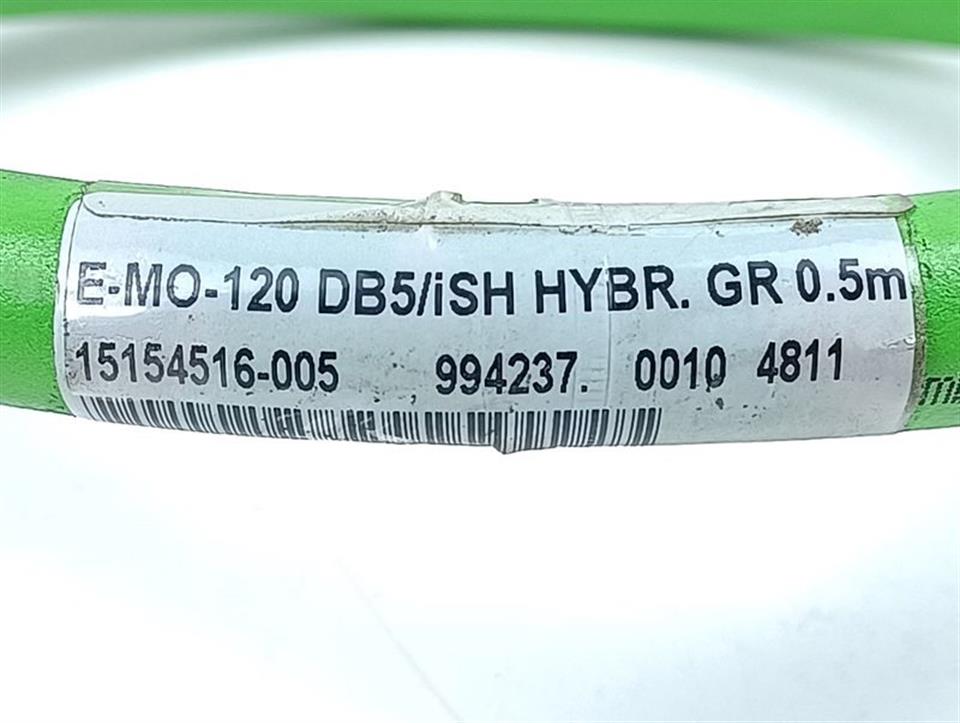 E-MO-120 DB5/iSH HYBR. GR 0.5m
15154516-005 994237. 0010 4811